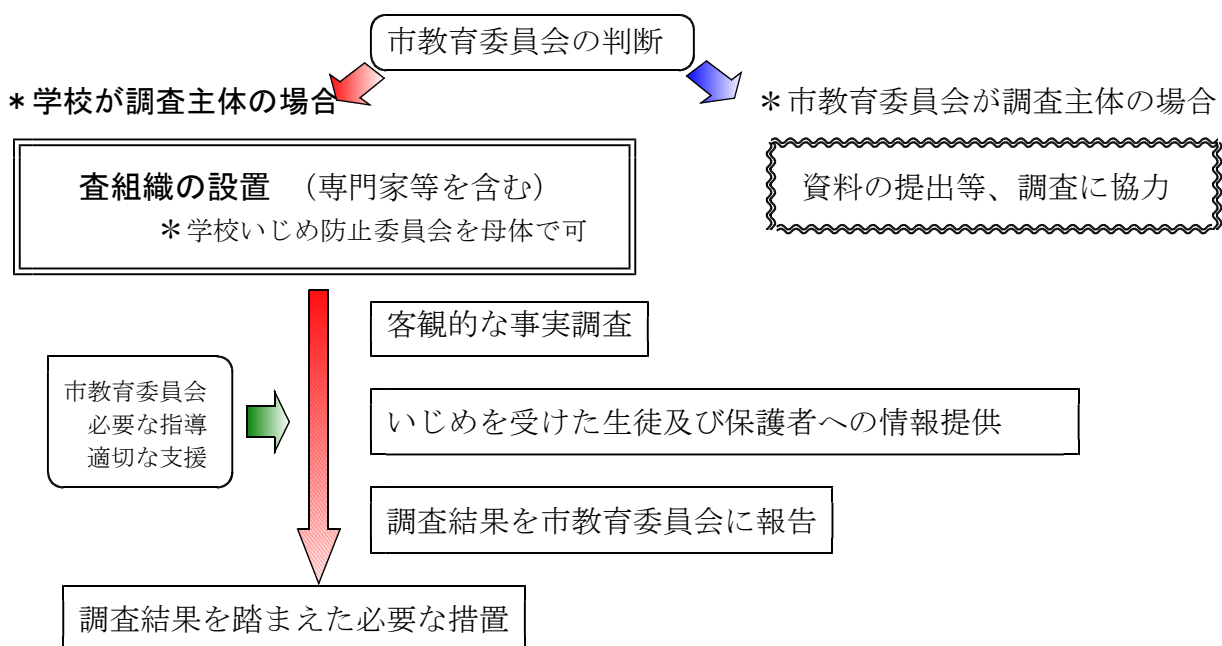 市教育委員会の判断
＊学校が調査主体の場合
＊市教育委員会が調査主体の場合
査組織の設置　（専門家等を含む）
＊学校いじめ防止委員会を母体で可
資料の提出等、調査に協力
客観的な事実調査
市教育委員会
必要な指導
適切な支援
いじめを受けた生徒及び保護者への情報提供
調査結果を市教育委員会に報告
調査結果を踏まえた必要な措置